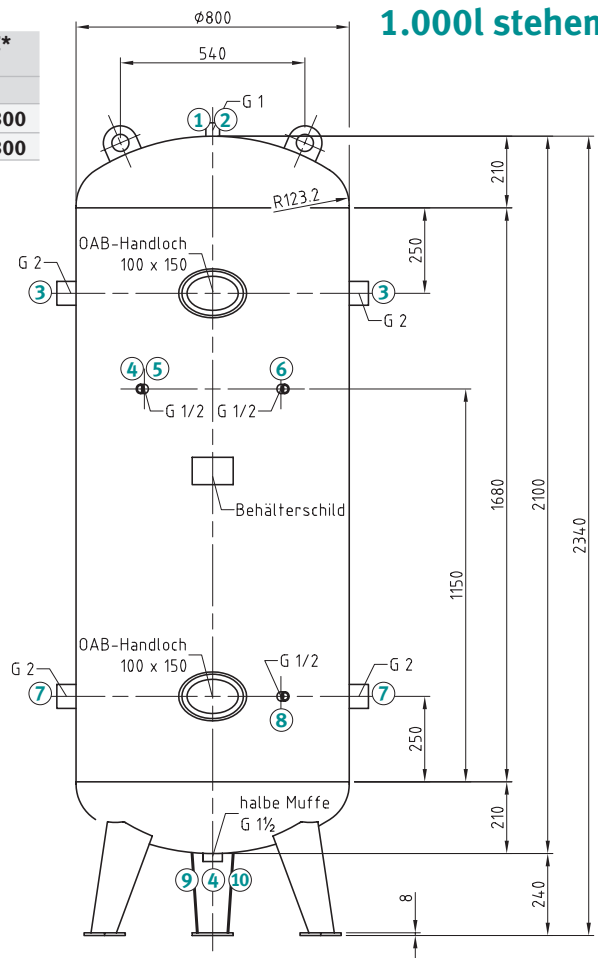 1.000l stehen
*
300
300
Ø800
540
1 2 G 1
210
R123.2
250
OAB-Handloch
100 x 150
G 2
3 3
G 2
4 5 6
G 1/2 G 1/2
Behälterschild
1680
2100
2340
1150
OAB-Handloch
100 x 150
G 1/2
G 2 G 2
7 7
8
250
halbe Muffe
G 1½
210
9 4 10
8
240